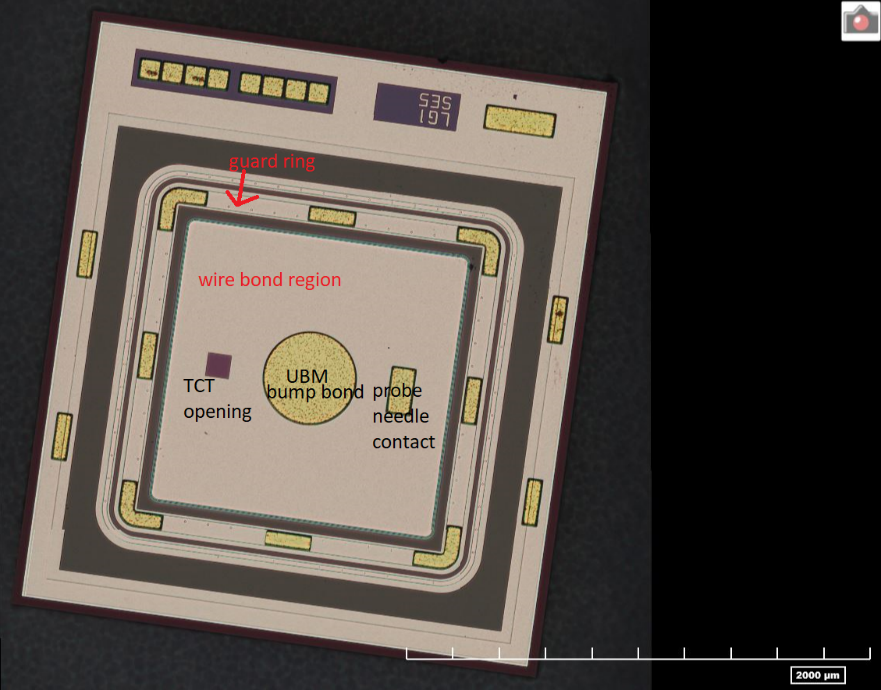 guard ring
wire bond region
TCT
opening
UBM
bump bond
probe
needle
contact
2000 µm